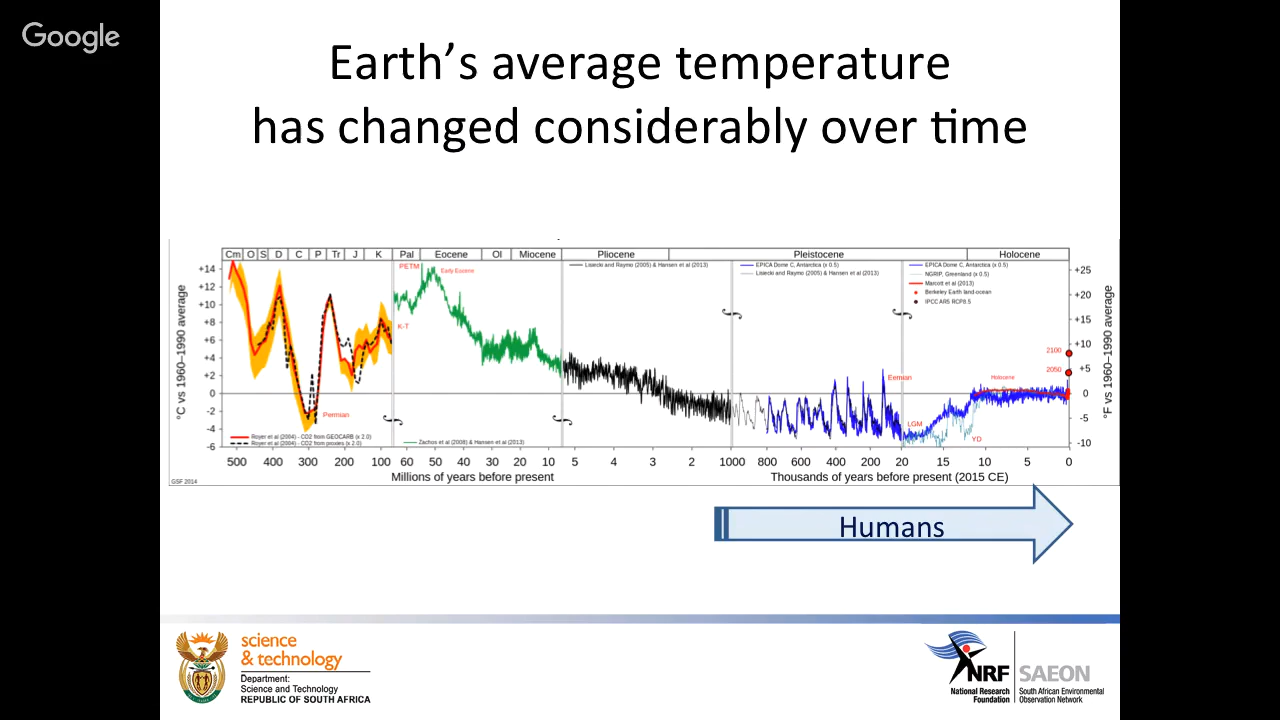 Google
Earth's average temperature
has changed considerably over time
Cm O S D C P Tr J K Pal Eocene Ol Miocene Pliocene Pleistocene Holocene
+14
+12
+10
+8
+6
+4
+2
0
-2
-4
-6
°C vs 1960–1990 average
PETM
Early Eocene
K-T
Permian
Royer et al (2004) - CO2 from GEOCARB (x 2.0)
Royer et al (2004) - CO2 from proxies (x 2.0)
Zachos et al (2008) & Hansen et al (2013)
Lisiecki and Raymo (2005) & Hansen et al (2013)
EPICA Dome C, Antarctica (x 0.5)
Lisiecki and Raymo (2005) & Hansen et al (2013)
EPICA Dome C, Antarctica (x 0.5)
NGRIP, Greenland (x 0.5)
Marcott et al (2013)
Berkeley Earth land-ocean
IPCC AR5 RCP8.5
Eemian
LGM
YD
Holocene
2100
2050
+25
+20
+15
+10
+5
0
-5
-10
°F vs 1960–1990 average
500 400 300 200 100 60 50 40 30 20 10 5 4 3 2 1000 800 600 400 200 20 15 10 5 0
Millions of years before present
Thousands of years before present (2015 CE)
GSF 2014
Humans
science
& technology
Department:
Science and Technology
REPUBLIC OF SOUTH AFRICA
NRF
National Research
Foundation
SAEON
South African Environmental
Observation Network